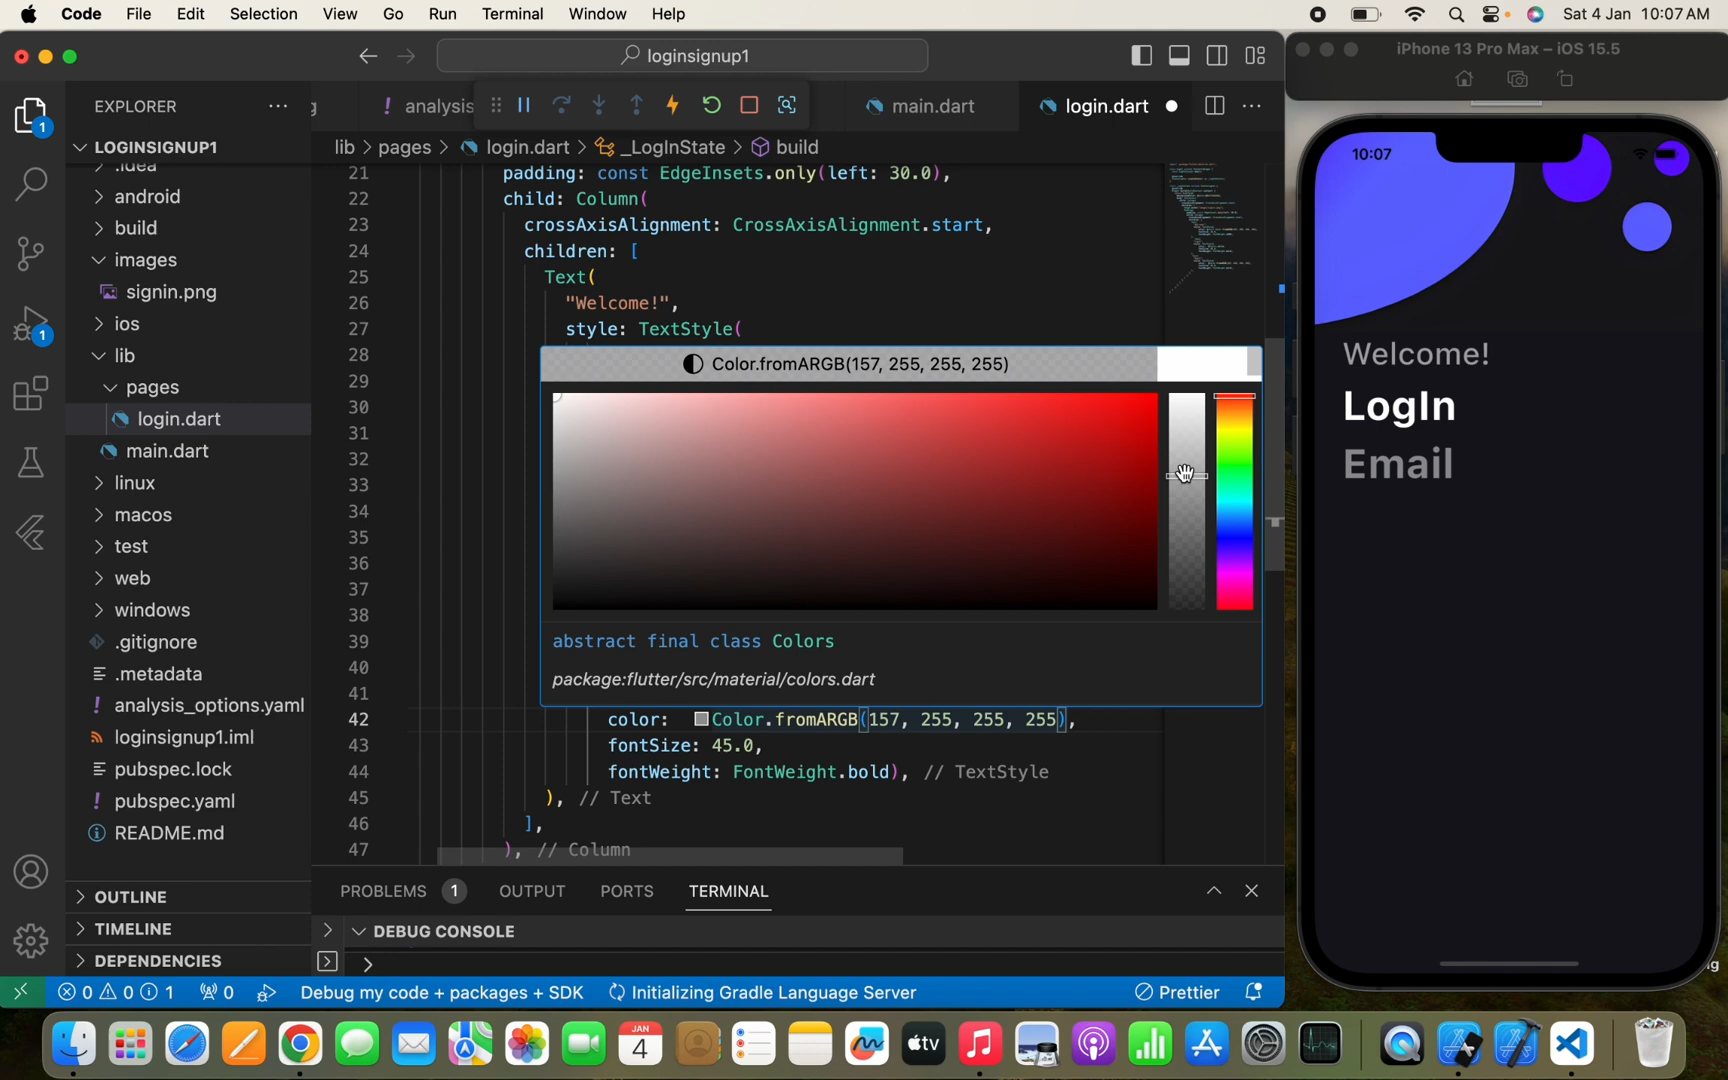 Code File Edit Selection View Go Run Terminal Window Help
Sat 4 Jan 10:07 AM
loginsignup1
iPhone 13 Pro Max – iOS 15.5
EXPLORER
g
analysis
main.dart
login.dart
LOGINSIGNUP1
.idea
android
build
images
signin.png
ios
lib
pages
login.dart
main.dart
linux
macos
test
web
windows
.gitignore
.metadata
analysis_options.yaml
loginsignup1.iml
pubspec.lock
pubspec.yaml
README.md
OUTLINE
TIMELINE
DEPENDENCIES
lib > pages > login.dart > _LogInState > build
21 padding: const EdgeInsets.only(left: 30.0),
22 child: Column(
23 crossAxisAlignment: CrossAxisAlignment.start,
24 children: [
25 Text(
26 "Welcome!",
27 style: TextStyle(
28
29
30
31
32
33
34
35
36
37
38
39
40
41
Color.fromARGB(157, 255, 255, 255)
abstract final class Colors
package:flutter/src/material/colors.dart
42 color: Color.fromARGB(157, 255, 255, 255),
43 fontSize: 45.0,
44 fontWeight: FontWeight.bold), // TextStyle
45 ), // Text
46 ],
47 ), // Column
PROBLEMS 1 OUTPUT PORTS TERMINAL
DEBUG CONSOLE
0 0 1 0 Debug my code + packages + SDK Initializing Gradle Language Server Prettier
10:07
Welcome!
LogIn
Email
ng
JAN
4
tv